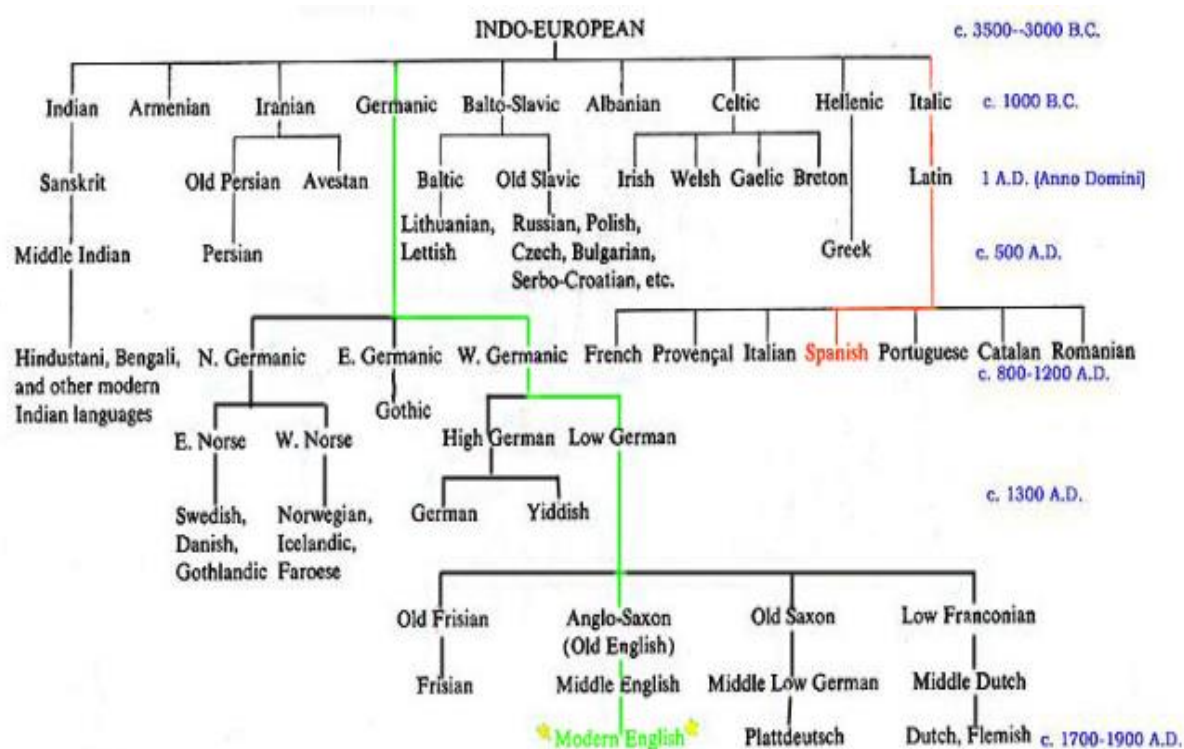 INDO-EUROPEAN c. 3500--3000 B.C.
Indian Armenian Iranian Germanic Balto-Slavic Albanian Celtic Hellenic Italic c. 1000 B.C.
Sanskrit Old Persian Avestan Baltic Old Slavic Irish Welsh Gaelic Breton Latin 1 A.D. (Anno Domini)
Lithuanian, Russian, Polish,
Middle Indian Persian Lettish Czech, Bulgarian, Greek c. 500 A.D.
Serbo-Croatian, etc.
Hindustani, Bengali, N. Germanic E. Germanic W. Germanic French Provençal Italian Spanish Portuguese Catalan Romanian
and other modern c. 800-1200 A.D.
Indian languages Gothic
E. Norse W. Norse High German Low German
c. 1300 A.D.
Swedish, Norwegian, German Yiddish
Danish, Icelandic,
Gothlandic Faroese
Old Frisian Anglo-Saxon Old Saxon Low Franconian
(Old English)
Frisian Middle English Middle Low German Middle Dutch
Modern English Plattdeutsch Dutch, Flemish c. 1700-1900 A.D.